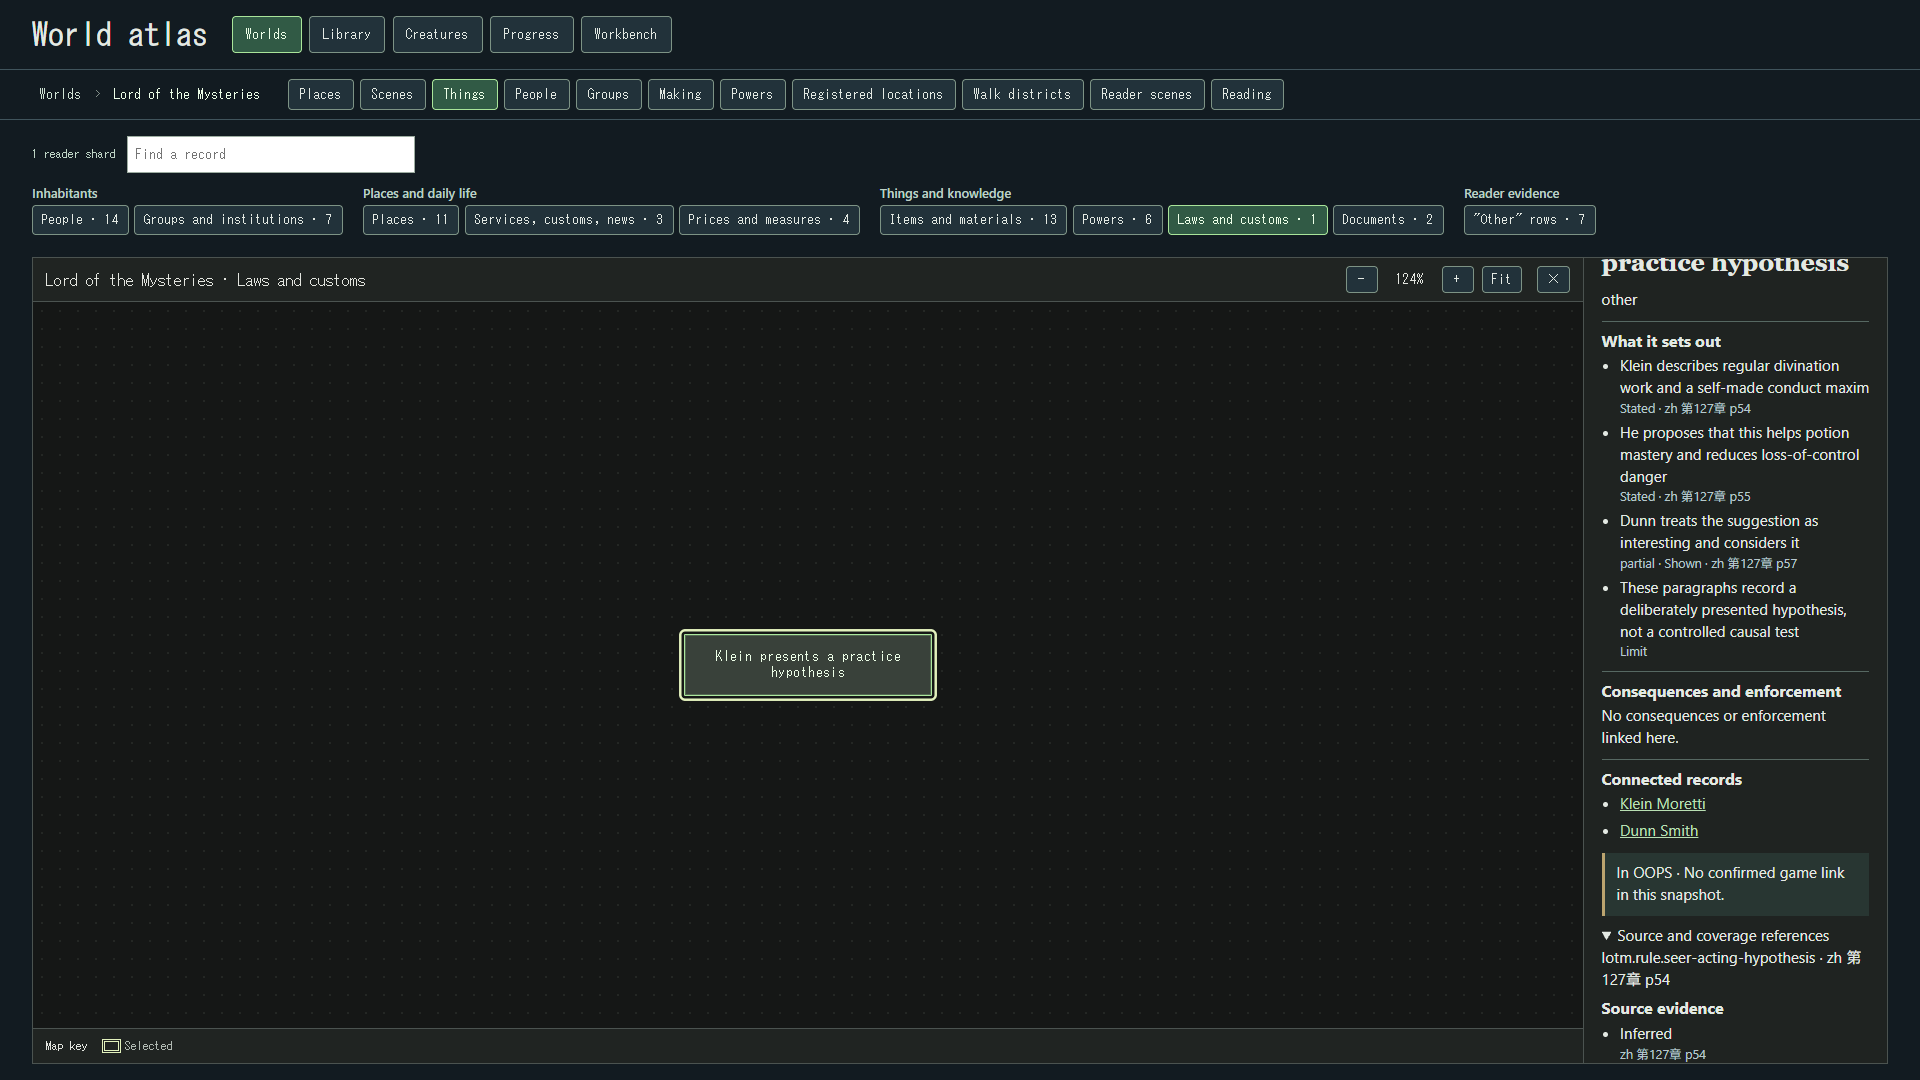 World atlas
Worlds
Library
Creatures
Progress
Workbench
Worlds > Lord of the Mysteries
Places
Scenes
Things
People
Groups
Making
Powers
Registered locations
Walk districts
Reader scenes
Reading
1 reader shard
Find a record
Inhabitants
People · 14
Groups and institutions · 7
Places and daily life
Places · 11
Services, customs, news · 3
Prices and measures · 4
Things and knowledge
Items and materials · 13
Powers · 6
Laws and customs · 1
Documents · 2
Reader evidence
"Other" rows · 7
Lord of the Mysteries · Laws and customs
−
124%
+
Fit
×
Klein presents a practice
hypothesis
Map key
Selected
practice hypothesis
other
What it sets out
• Klein describes regular divination
work and a self-made conduct maxim
Stated · zh 第127章 p54
• He proposes that this helps potion
mastery and reduces loss-of-control
danger
Stated · zh 第127章 p55
• Dunn treats the suggestion as
interesting and considers it
partial · Shown · zh 第127章 p57
• These paragraphs record a
deliberately presented hypothesis,
not a controlled causal test
Limit
Consequences and enforcement
No consequences or enforcement
linked here.
Connected records
• Klein Moretti
• Dunn Smith
In OOPS · No confirmed game link
in this snapshot.
▼ Source and coverage references
lotm.rule.seer-acting-hypothesis · zh 第
127章 p54
Source evidence
• Inferred
zh 第127章 p54